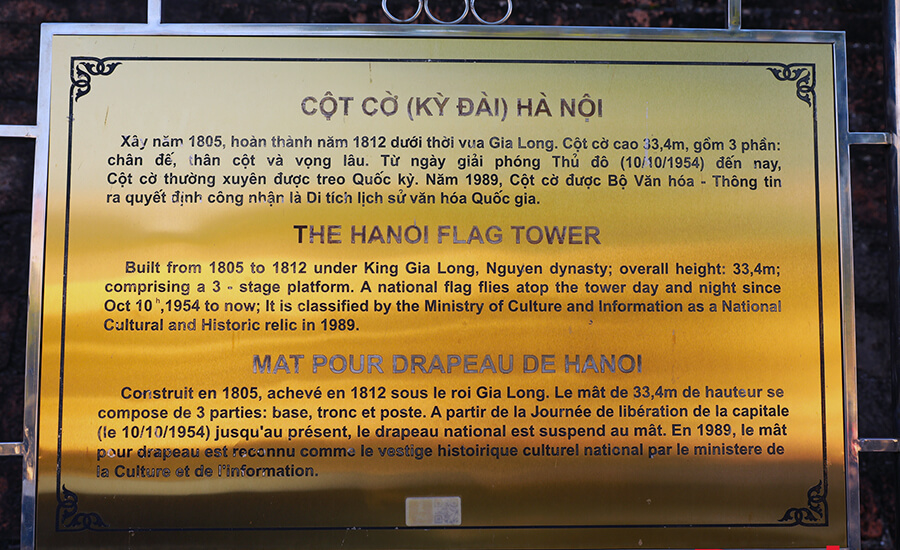 CỘT CỜ (KỲ ĐÀI) HÀ NỘI
Xây năm 1805, hoàn thành năm 1812 dưới thời vua Gia Long. Cột cờ cao 33,4m, gồm 3 phần:
chân đế, thân cột và vọng lâu. Từ ngày giải phóng Thủ đô (10/10/1954) đến nay,
Cột cờ thường xuyên được treo Quốc kỳ. Năm 1989, Cột cờ được Bộ Văn hóa - Thông tin
ra quyết định công nhận là Di tích lịch sử văn hóa Quốc gia.
THE HANOI FLAG TOWER
Built from 1805 to 1812 under King Gia Long, Nguyen dynasty; overall height: 33,4m;
comprising a 3 - stage platform. A national flag flies atop the tower day and night since
Oct 10 h,1954 to now; It is classified by the Ministry of Culture and Information as a National
Cultural and Historic relic in 1989.
MAT POUR DRAPEAU DE HANOI
Construit en 1805, achevé en 1812 sous le roi Gia Long. Le mât de 33,4m de hauteur se
compose de 3 parties: base, tronc et poste. A partir de la Journée de libération de la capitale
(le 10/10/1954) jusqu'au présent, le drapeau national est suspend au mât. En 1989, le mât
pour drapeau est reconnu comme le vestige histoirique culturel national par le ministere de
la Culture et de l'information.